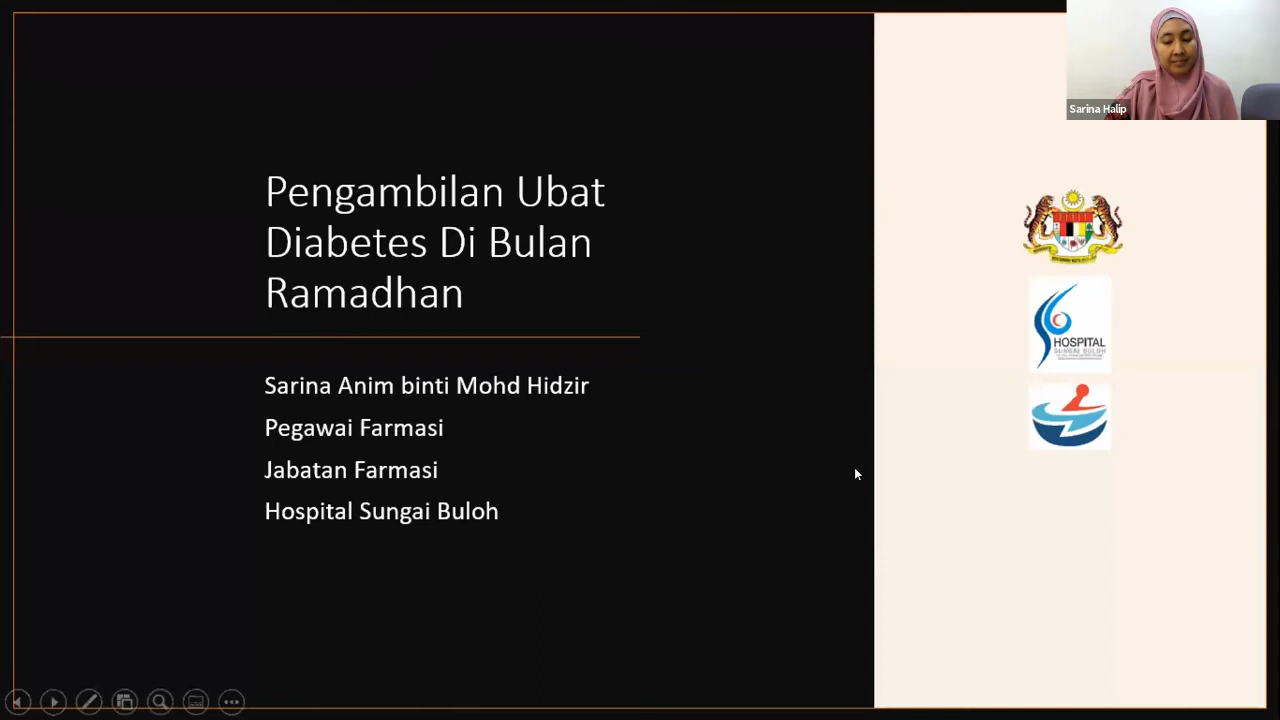 Sarina Halip
Pengambilan Ubat
Diabetes Di Bulan
Ramadhan
Sarina Anim binti Mohd Hidzir
Pegawai Farmasi
Jabatan Farmasi
Hospital Sungai Buloh
HOSPITAL
SUNGAI BULOH